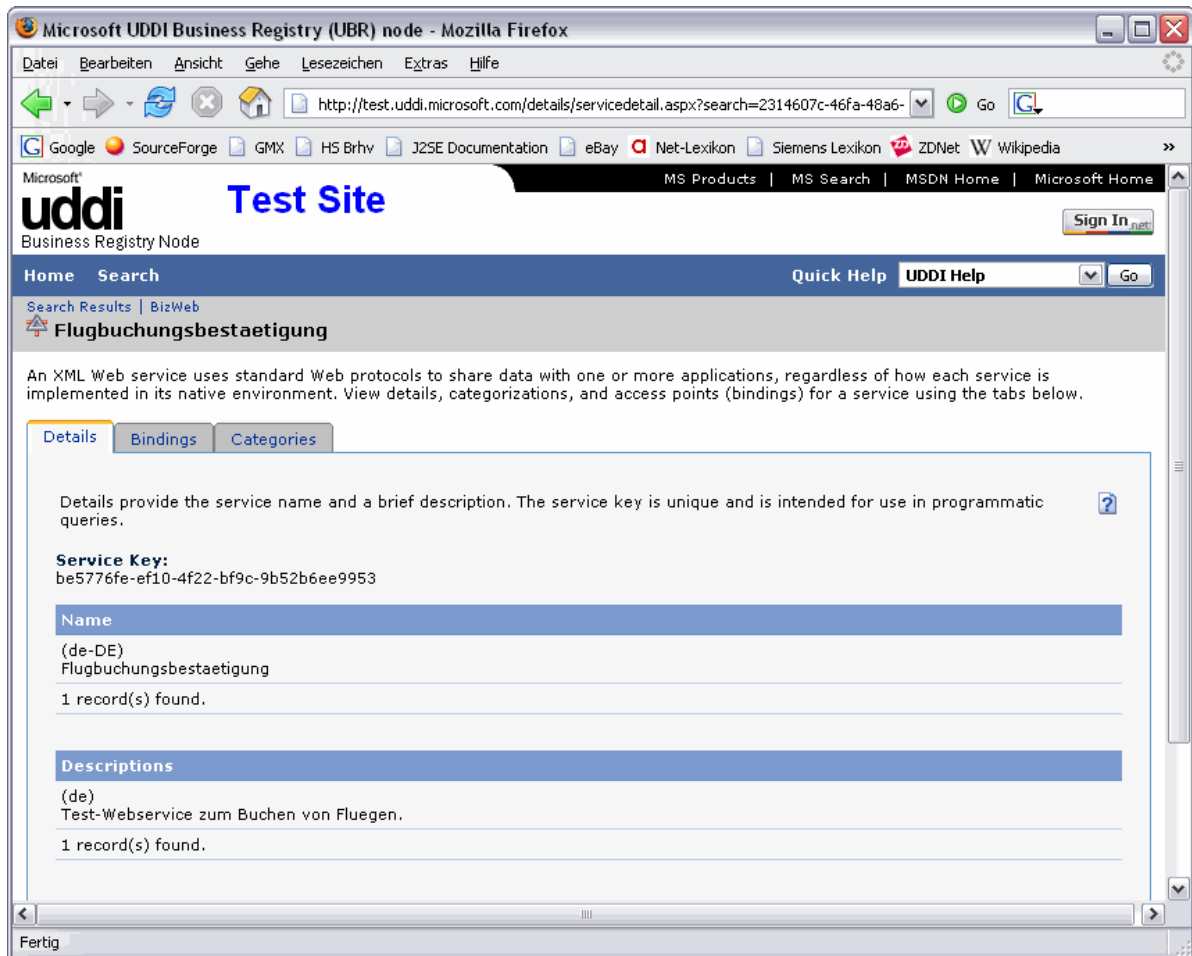 Microsoft UDDI Business Registry (UBR) node - Mozilla Firefox
Datei Bearbeiten Ansicht Gehe Lesezeichen Extras Hilfe
http://test.uddi.microsoft.com/details/servicedetail.aspx?search=2314607c-46fa-48a6- Go G
G Google SourceForge GMX HS Brhv J2SE Documentation eBay a Net-Lexikon Siemens Lexikon ZDNet W Wikipedia »
Microsoft® MS Products | MS Search | MSDN Home | Microsoft Home
uddi Test Site
Business Registry Node
Sign In .net
Home Search Quick Help UDDI Help Go
Search Results | BizWeb
Flugbuchungsbestaetigung
An XML Web service uses standard Web protocols to share data with one or more applications, regardless of how each service is
implemented in its native environment. View details, categorizations, and access points (bindings) for a service using the tabs below.
Details Bindings Categories
Details provide the service name and a brief description. The service key is unique and is intended for use in programmatic
queries.
?
Service Key:
be5776fe-ef10-4f22-bf9c-9b52b6ee9953
Name
(de-DE)
Flugbuchungsbestaetigung
1 record(s) found.
Descriptions
(de)
Test-Webservice zum Buchen von Fluegen.
1 record(s) found.
Fertig